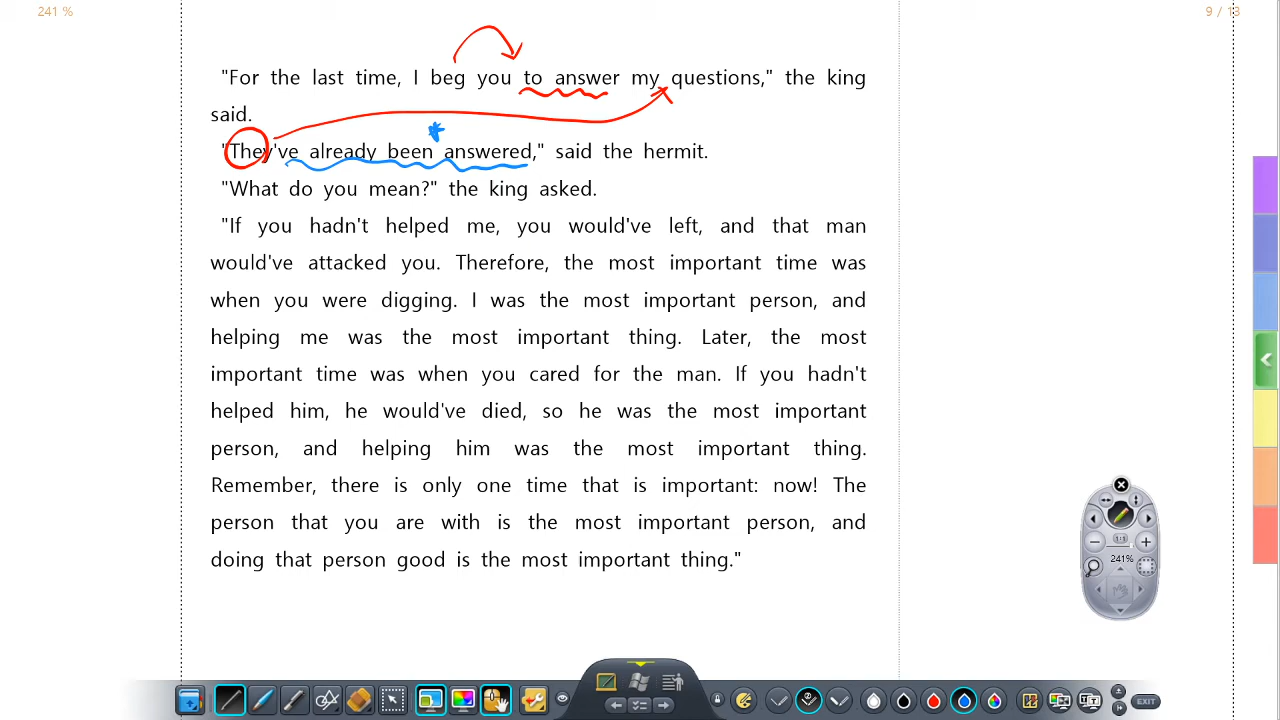 241 %
9 / 13
"For the last time, I beg you to answer my questions," the king
said.
"They've already been answered," said the hermit.
"What do you mean?" the king asked.
"If you hadn't helped me, you would've left, and that man
would've attacked you. Therefore, the most important time was
when you were digging. I was the most important person, and
helping me was the most important thing. Later, the most
important time was when you cared for the man. If you hadn't
helped him, he would've died, so he was the most important
person, and helping him was the most important thing.
Remember, there is only one time that is important: now! The
person that you are with is the most important person, and
doing that person good is the most important thing."
1:1
241%
EXIT